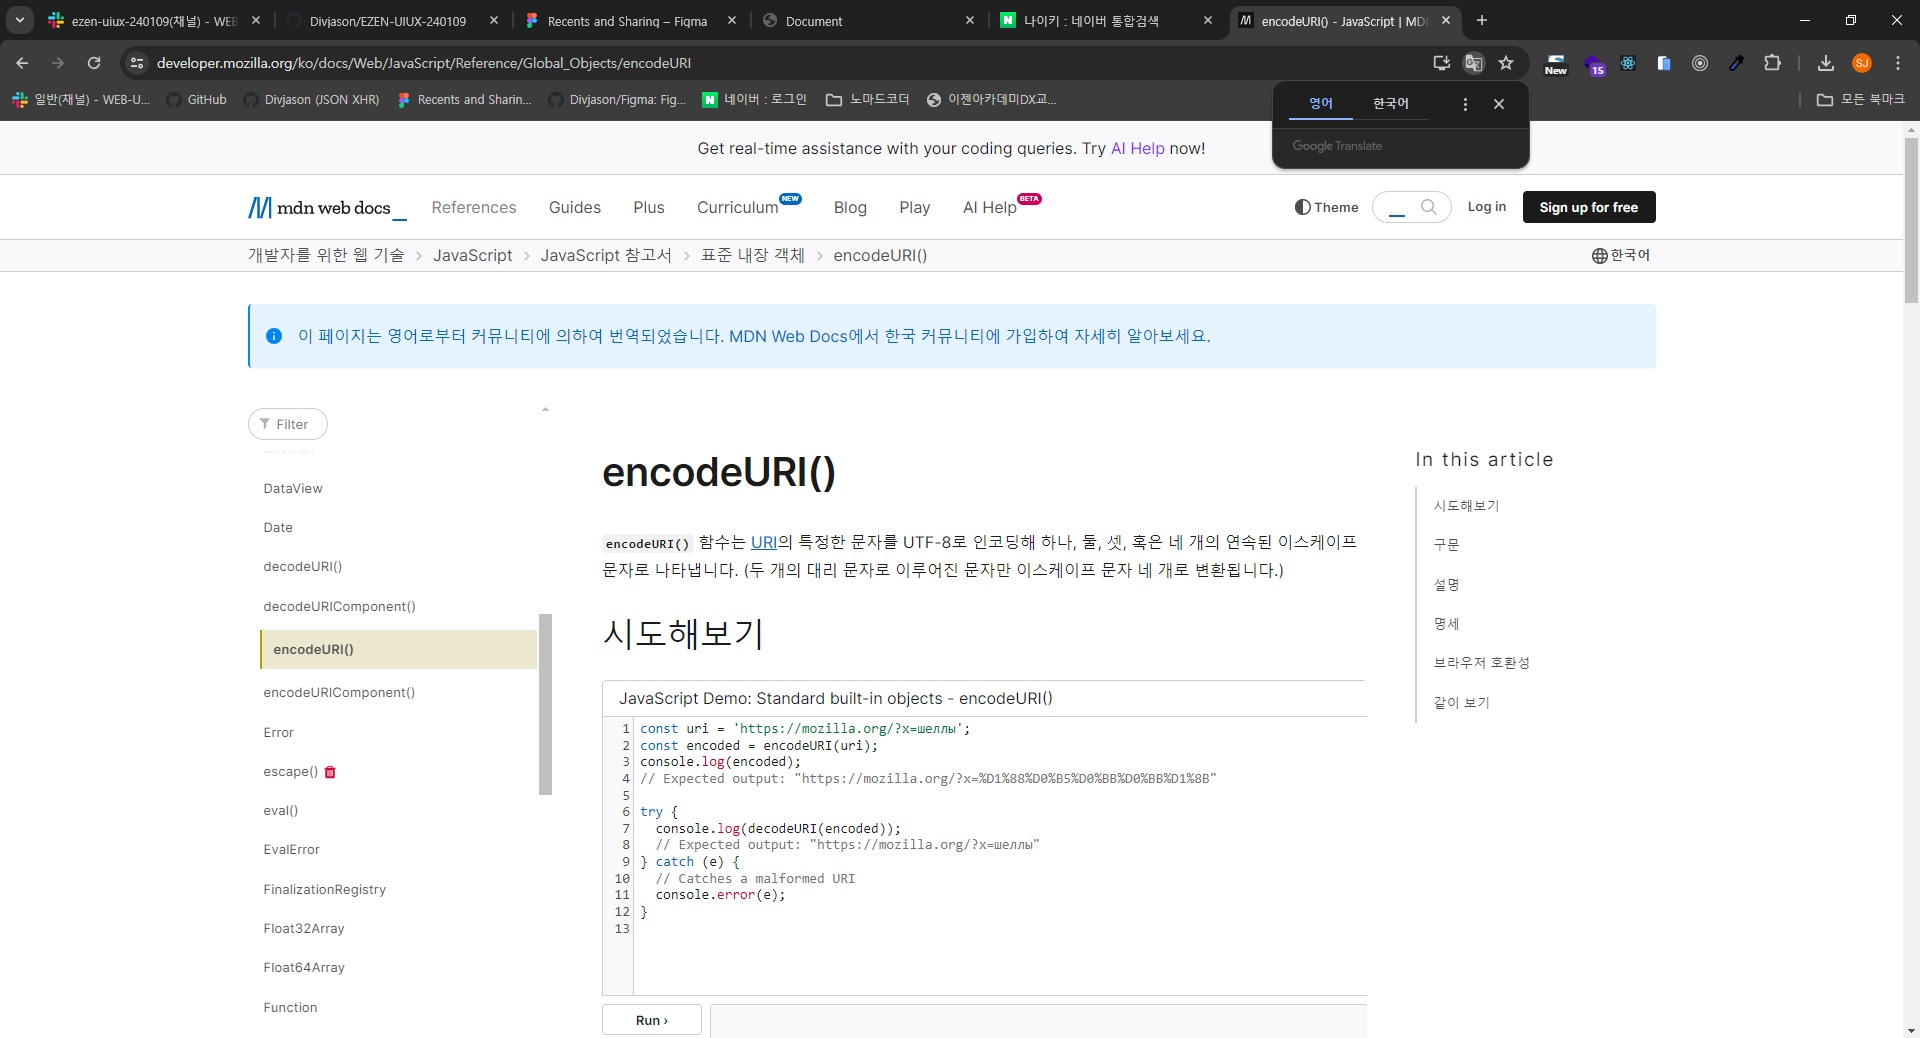 ezen-uiux-240109(채널) - WEB
Divjason/EZEN-UIUX-240109
Recents and Sharing – Figma
Document
나이키 : 네이버 통합검색
encodeURI() - JavaScript | MDN
developer.mozilla.org/ko/docs/Web/JavaScript/Reference/Global_Objects/encodeURI
New
15
SJ
일반(채널) - WEB-U...
GitHub
Divjason (JSON XHR)
Recents and Sharin...
Divjason/Figma: Fig...
네이버 : 로그인
노마드코더
이젠아카데미DX교...
모든 북마크
영어
한국어
Google Translate
Get real-time assistance with your coding queries. Try AI Help now!
mdn web docs_
References
Guides
Plus
Curriculum NEW
Blog
Play
AI Help BETA
Theme
Log in
Sign up for free
개발자를 위한 웹 기술 > JavaScript > JavaScript 참고서 > 표준 내장 객체 > encodeURI()
한국어
이 페이지는 영어로부터 커뮤니티에 의하여 번역되었습니다. MDN Web Docs에서 한국 커뮤니티에 가입하여 자세히 알아보세요.
Filter
DataView
Date
decodeURI()
decodeURIComponent()
encodeURI()
encodeURIComponent()
Error
escape()
eval()
EvalError
FinalizationRegistry
Float32Array
Float64Array
Function
encodeURI()
encodeURI() 함수는 URI의 특정한 문자를 UTF-8로 인코딩해 하나, 둘, 셋, 혹은 네 개의 연속된 이스케이프
문자로 나타냅니다. (두 개의 대리 문자로 이루어진 문자만 이스케이프 문자 네 개로 변환됩니다.)
시도해보기
JavaScript Demo: Standard built-in objects - encodeURI()
1 const uri = 'https://mozilla.org/?x=шеллы';
2 const encoded = encodeURI(uri);
3 console.log(encoded);
4 // Expected output: "https://mozilla.org/?x=%D1%88%D0%B5%D0%BB%D0%BB%D1%8B"
5
6 try {
7 console.log(decodeURI(encoded));
8 // Expected output: "https://mozilla.org/?x=шеллы"
9 } catch (e) {
10 // Catches a malformed URI
11 console.error(e);
12 }
13
Run ›
In this article
시도해보기
구문
설명
명세
브라우저 호환성
같이 보기